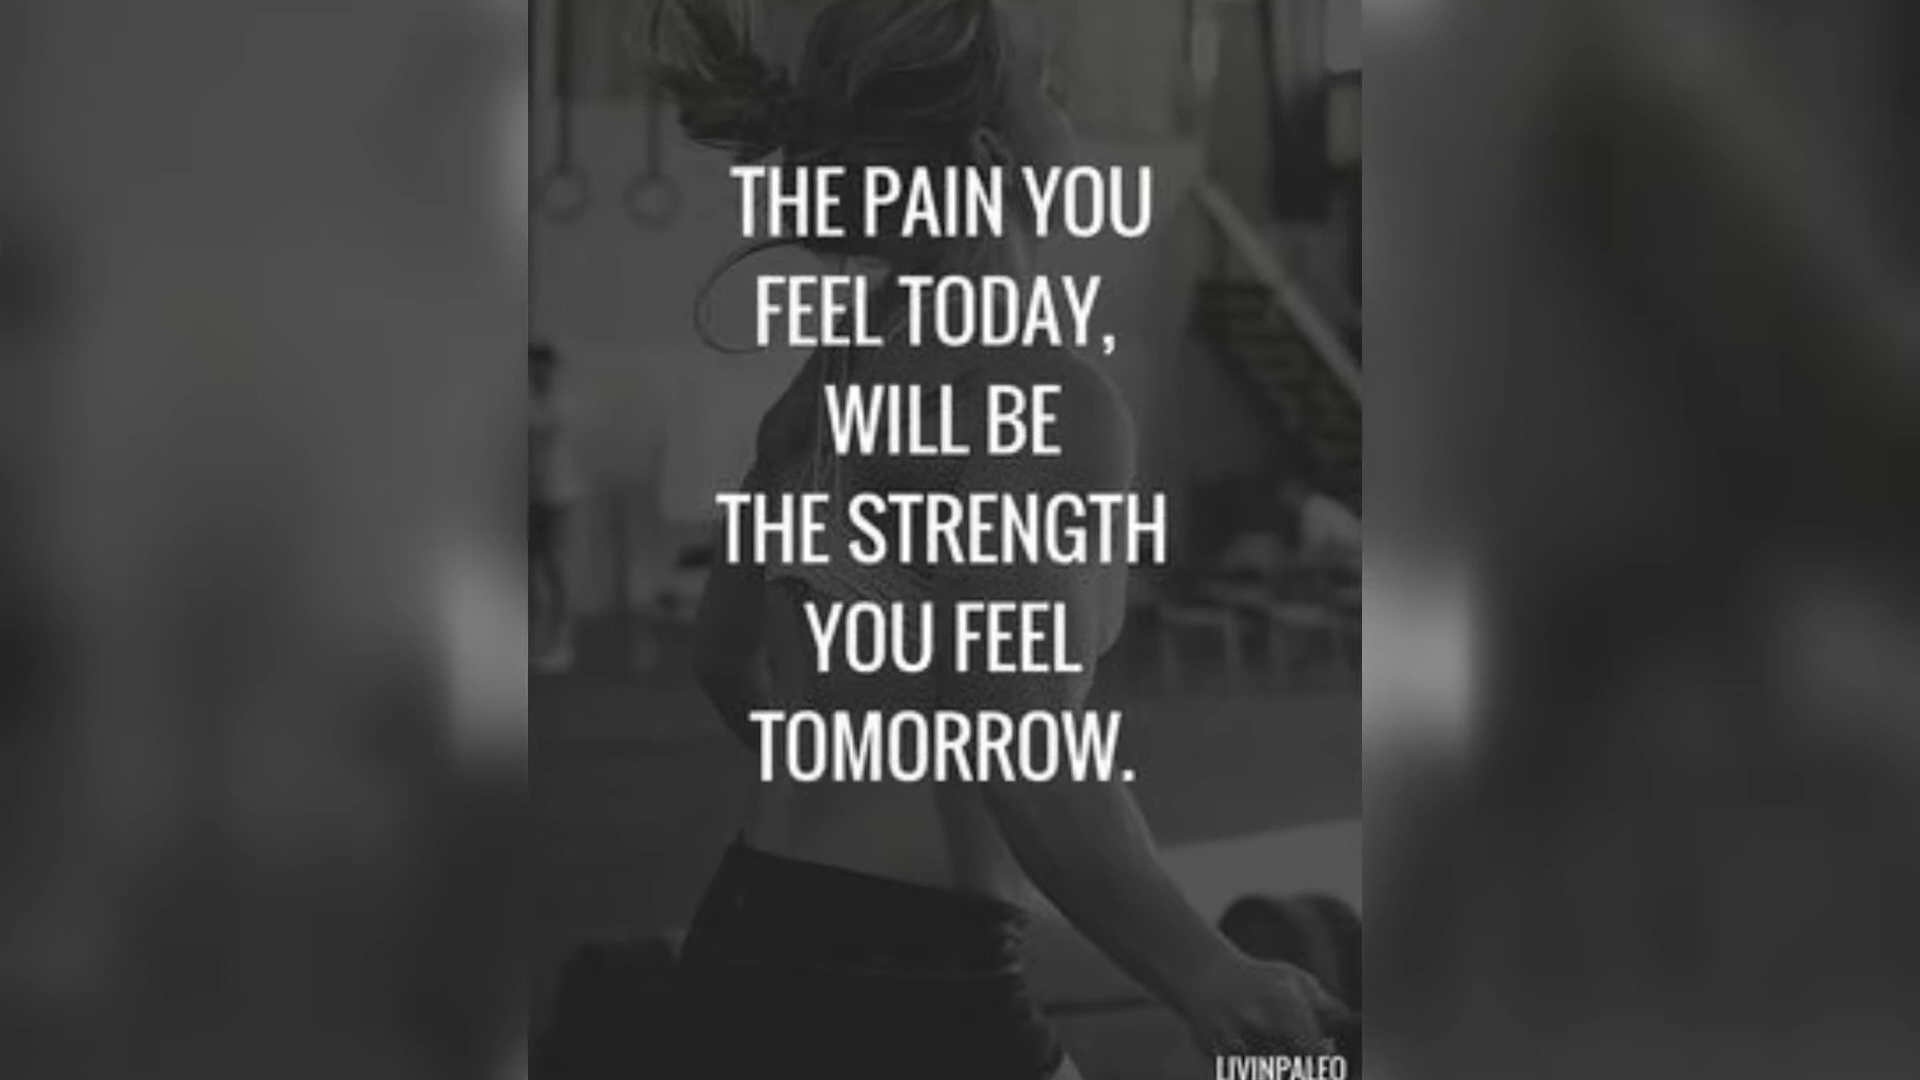 THE PAIN YOU
FEEL TODAY,
WILL BE
THE STRENGTH
YOU FEEL
TOMORROW.
LIVINPALEO